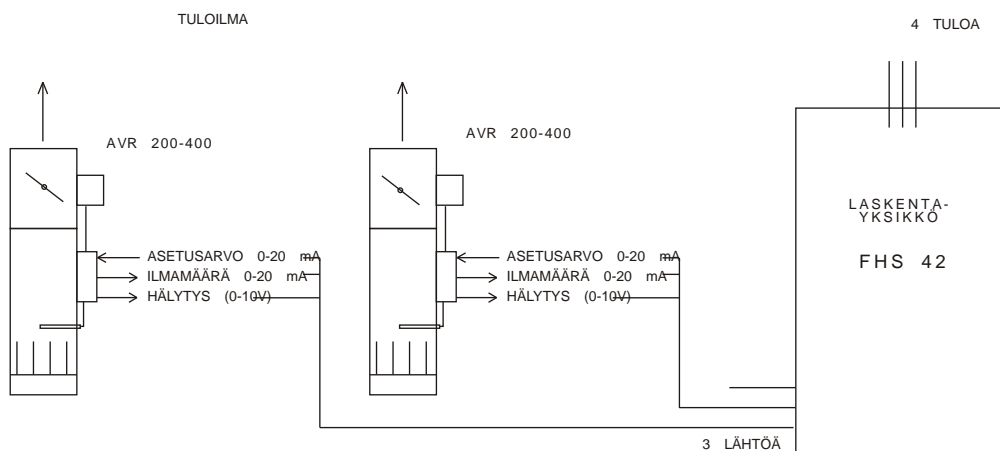 TULOILMA
4 TULOA
AVR 200-400
AVR 200-400
LASKENTA-
YKSIKKÖ
FHS 42
ASETUSARVO 0-20 mA
ILMAMÄÄRÄ 0-20 mA
HÄLYTYS (0-10V)
ASETUSARVO 0-20 mA
ILMAMÄÄRÄ 0-20 mA
HÄLYTYS (0-10V)
3 LÄHTÖÄ